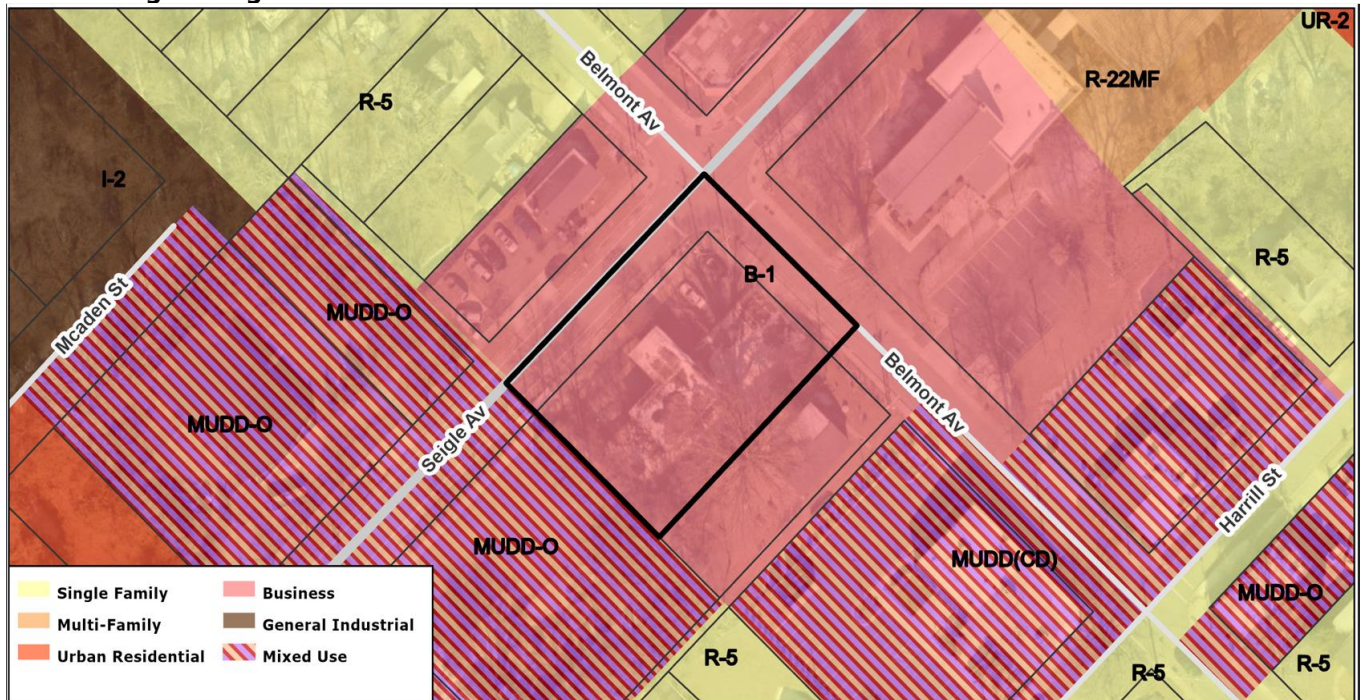 UR-2
Belmont Av
R-22MF
R-5
I-2
R-5
B-1
Mcaden St
MUDD-O
MUDD-O
Seigle Av
Belmont Av
Harrill St
MUDD-O
MUDD(CD)
MUDD-O
R-5
R-5
R-5
Single Family
Multi-Family
Urban Residential
Business
General Industrial
Mixed Use